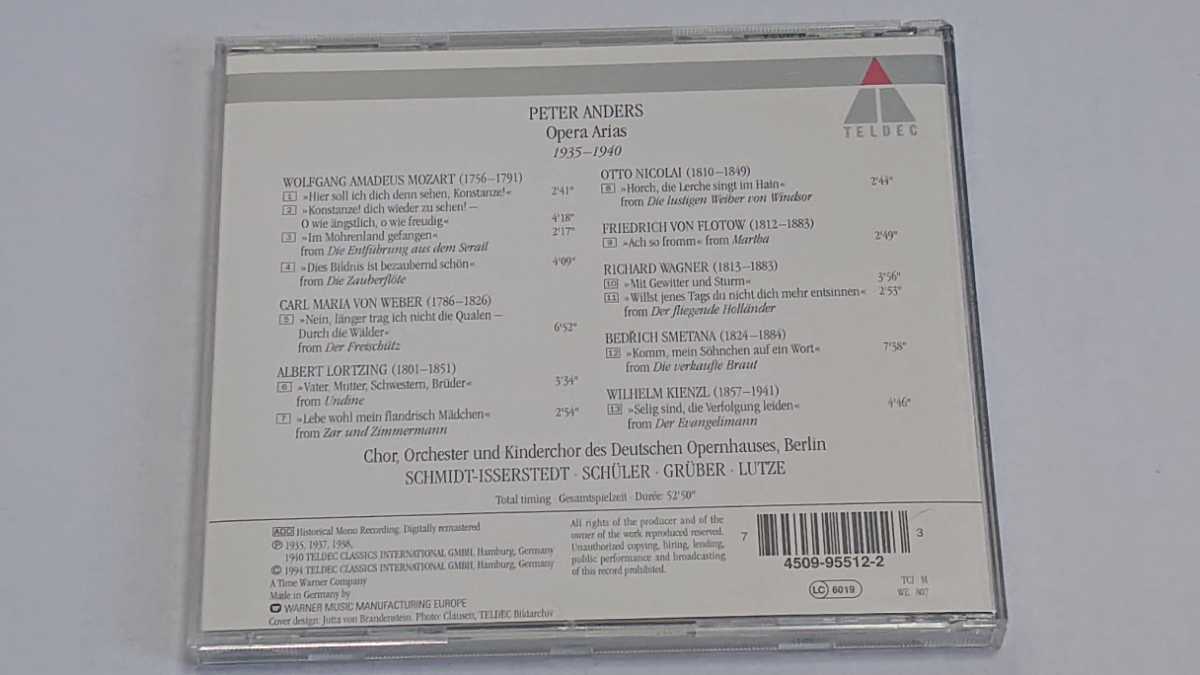 TELDEC
PETER ANDERS
Opera Arias
1935–1940
WOLFGANG AMADEUS MOZART (1756–1791)
1 »Hier soll ich dich denn sehen, Konstanze!« 2'41"
2 »Konstanze! dich wieder zu sehen! –
O wie ängstlich, o wie freudig« 4'18"
3 »Im Mohrenland gefangen« 2'17"
from Die Entführung aus dem Serail
4 »Dies Bildnis ist bezaubernd schön« 4'09"
from Die Zauberflöte
CARL MARIA VON WEBER (1786–1826)
5 »Nein, länger trag ich nicht die Qualen –
Durch die Wälder« 6'52"
from Der Freischütz
ALBERT LORTZING (1801–1851)
6 »Vater, Mutter, Schwestern, Brüder« 3'34"
from Undine
7 »Lebe wohl mein flandrisch Mädchen« 2'54"
from Zar und Zimmermann
OTTO NICOLAI (1810–1849)
8 »Horch, die Lerche singt im Hain« 2'44"
from Die lustigen Weiber von Windsor
FRIEDRICH VON FLOTOW (1812–1883)
9 »Ach so fromm« from Martha 2'49"
RICHARD WAGNER (1813–1883)
10 »Mit Gewitter und Sturm« 3'56"
11 »Willst jenes Tags du nicht dich mehr entsinnen« 2'53"
from Der fliegende Holländer
BEDŘICH SMETANA (1824–1884)
12 »Komm, mein Söhnchen auf ein Wort« 7'38"
from Die verkaufte Braut
WILHELM KIENZL (1857–1941)
13 »Selig sind, die Verfolgung leiden« 4'46"
from Der Evangelimann
Chor, Orchester und Kinderchor des Deutschen Opernhauses, Berlin
SCHMIDT-ISSERSTEDT · SCHÜLER · GRÜBER · LUTZE
Total timing · Gesamtspielzeit · Durée: 52'50"
ADD Historical Mono Recording. Digitally remastered
℗ 1935, 1937, 1938,
1940 TELDEC CLASSICS INTERNATIONAL GMBH, Hamburg, Germany
© 1994 TELDEC CLASSICS INTERNATIONAL GMBH, Hamburg, Germany
A Time Warner Company
Made in Germany by
WARNER MUSIC MANUFACTURING EUROPE
Cover design: Jutta von Brandenstein. Photo: Clausen, TELDEC Bildarchiv
All rights of the producer and of the
owner of the work reproduced reserved.
Unauthorized copying, hiring, lending,
public performance and broadcasting
of this record prohibited.
7 3
4509-95512-2
LC 6019
TCI M
WE 807